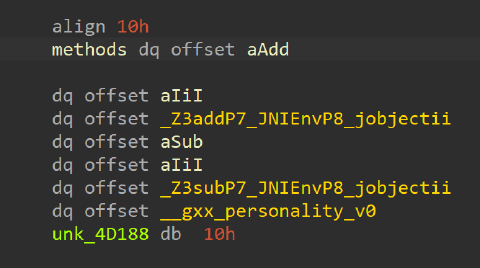 align 10h
methods dq offset aAdd
dq offset aIiI
dq offset _Z3addP7_JNIEnvP8_jobjectii
dq offset aSub
dq offset aIiI
dq offset _Z3subP7_JNIEnvP8_jobjectii
dq offset __gxx_personality_v0
unk_4D188 db  10h